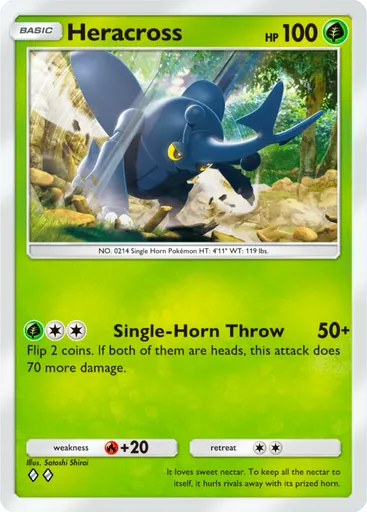 BASIC Heracross HP 100
NO. 0214 Single Horn Pokémon HT: 4'11" WT: 119 lbs.
Single-Horn Throw 50+
Flip 2 coins. If both of them are heads, this attack does
70 more damage.
weakness +20 retreat
Illus. Satoshi Shirai
It loves sweet nectar. To keep all the nectar to
itself, it hurls rivals away with its prized horn.